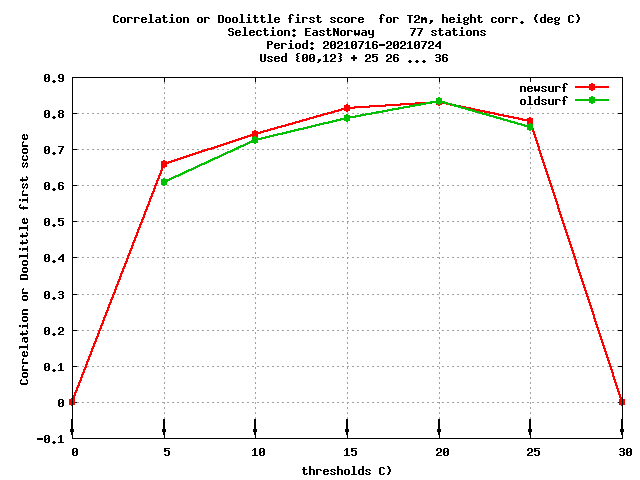 Correlation or Doolittle first score  for T2m, height corr. (deg C)
Selection: EastNorway     77 stations
Period: 20210716-20210724
Used {00,12} + 25 26 ... 36
newsurf
oldsurf
Correlation or Doolittle first score
0.9
0.8
0.7
0.6
0.5
0.4
0.3
0.2
0.1
0
-0.1
0 5 10 15 20 25 30
thresholds C)